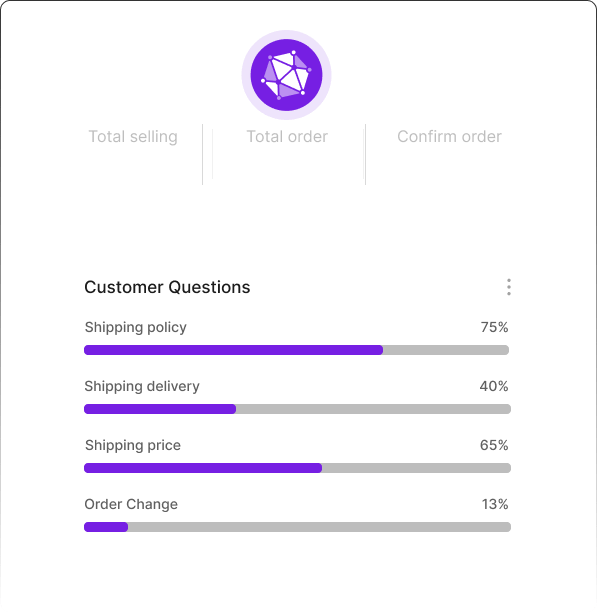 Total selling
Total order
Confirm order
Customer Questions
Shipping policy 75%
Shipping delivery 40%
Shipping price 65%
Order Change 13%